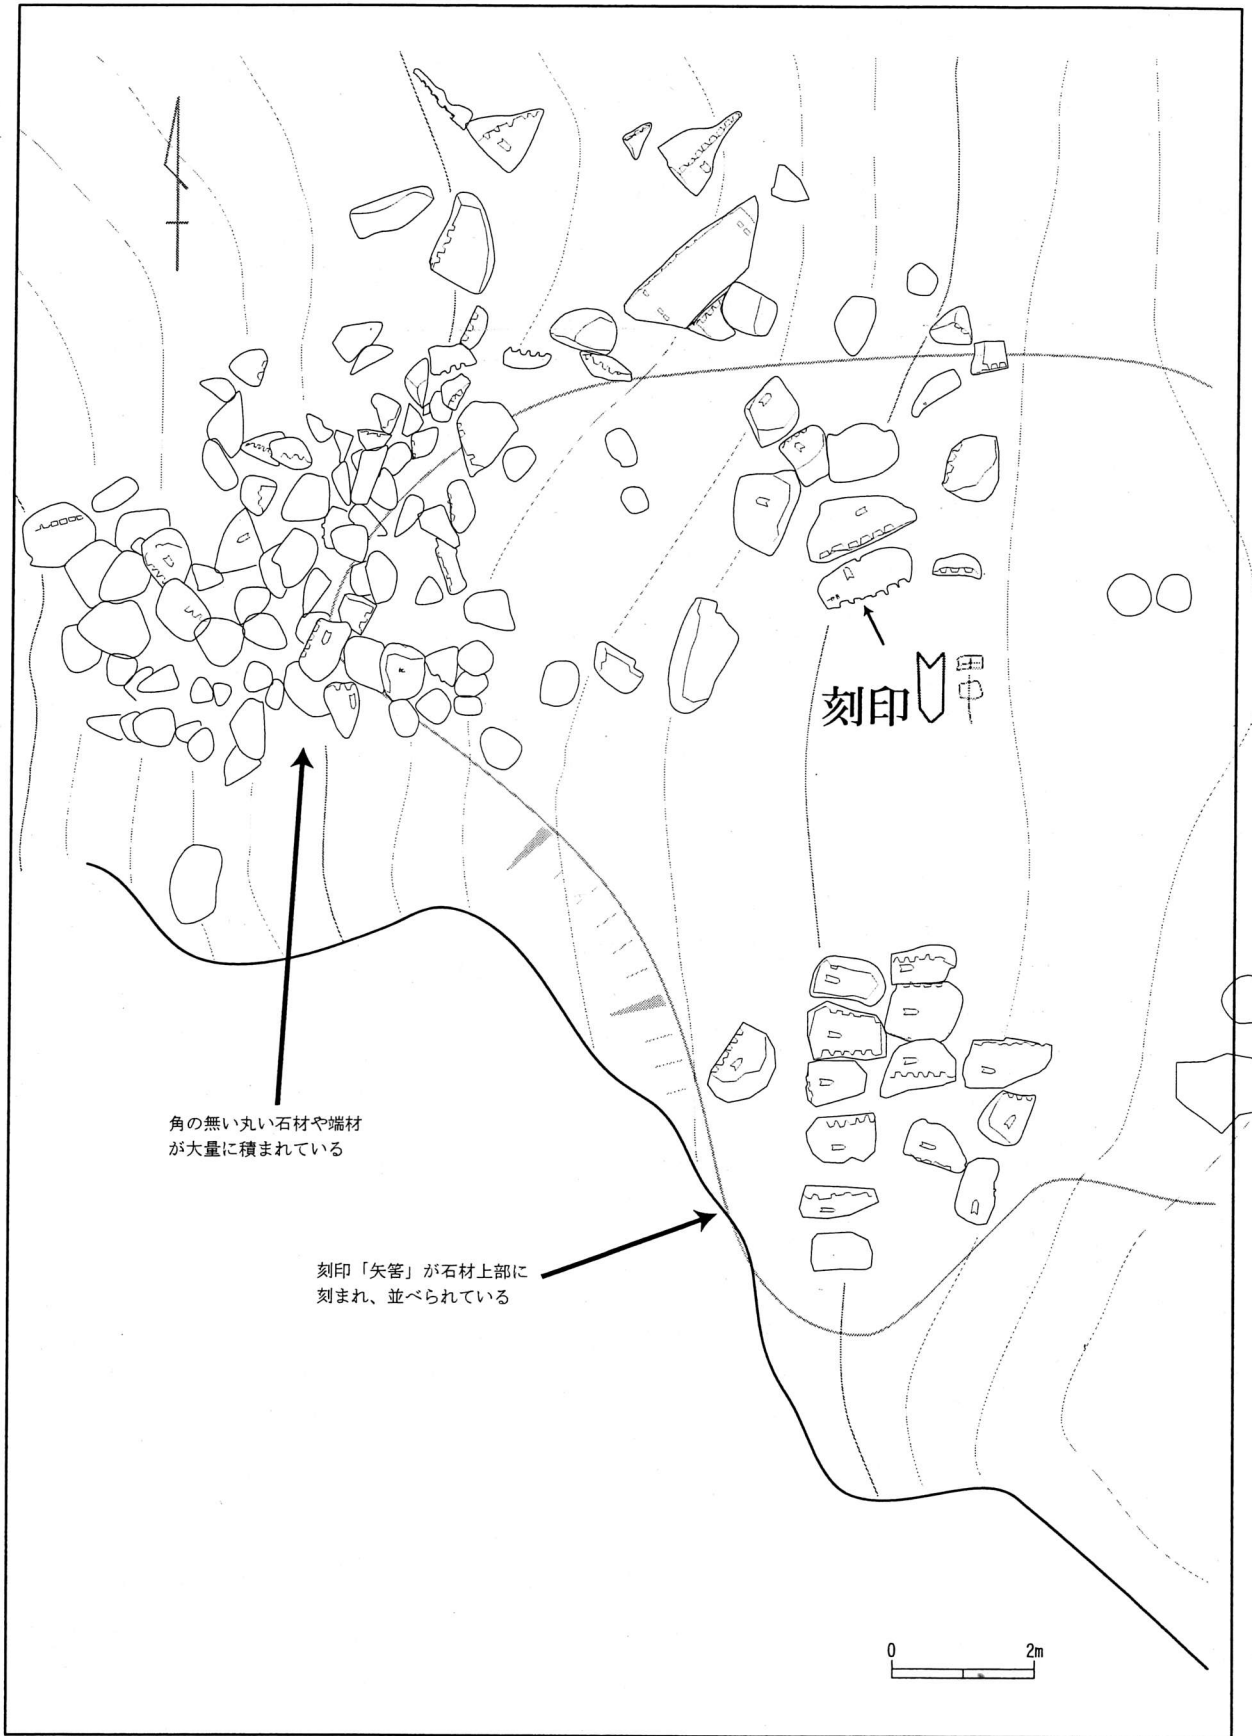 刻印
角の無い丸い石材や端材
が大量に積まれている
刻印「矢筈」が石材上部に
刻まれ、並べられている
0 2m